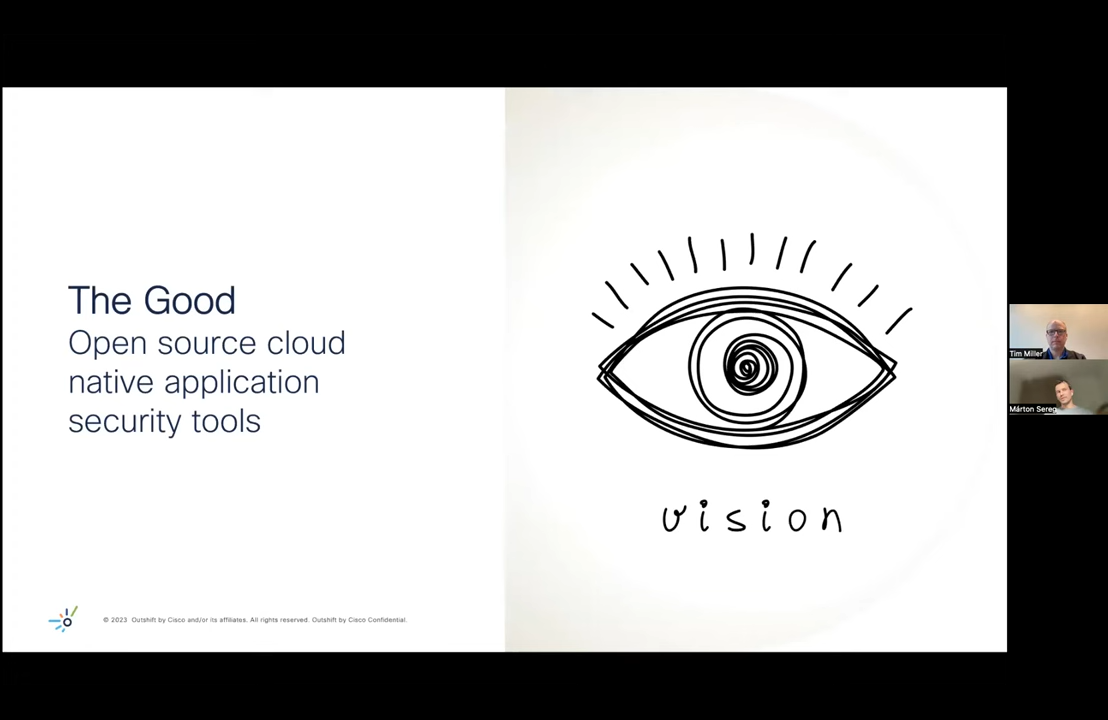 The Good
Open source cloud
native application
security tools
vision
© 2023 Outshift by Cisco and/or its affiliates. All rights reserved. Outshift by Cisco Confidential.
Tim Miller
Márton Sereg